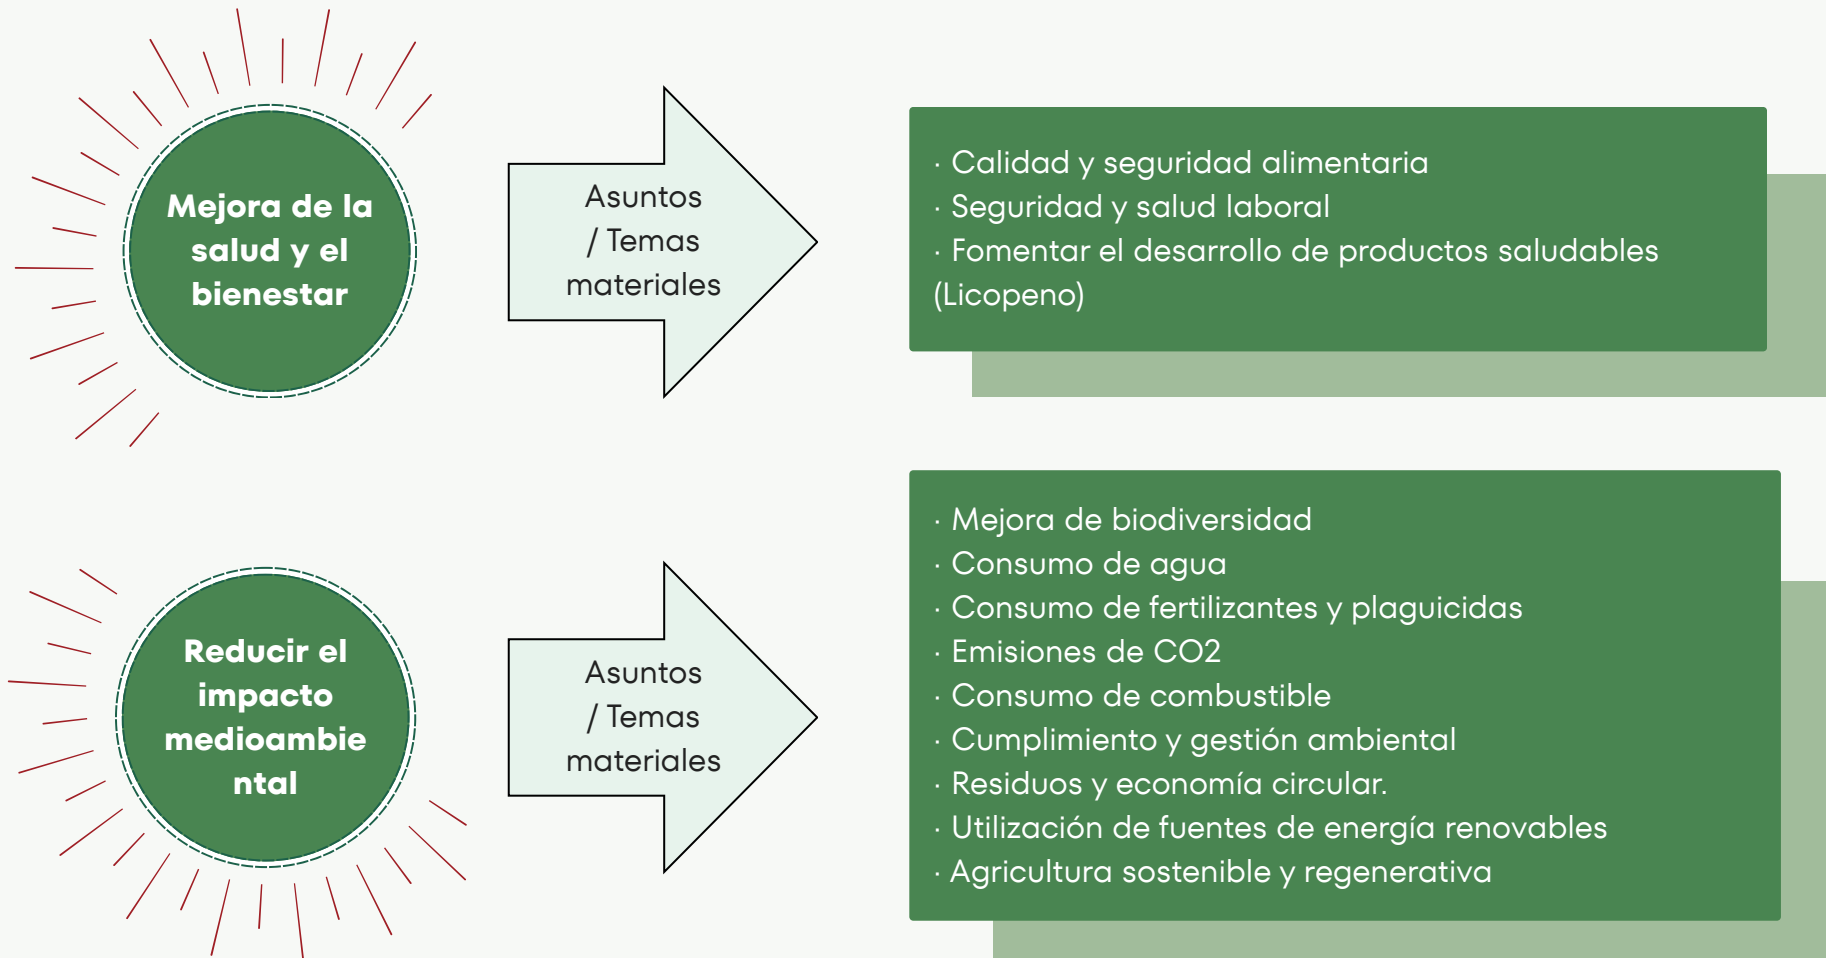 Mejora de la
salud y el
bienestar
Asuntos
/ Temas
materiales
· Calidad y seguridad alimentaria
· Seguridad y salud laboral
· Fomentar el desarrollo de productos saludables
(Licopeno)
Reducir el
impacto
medioambie
ntal
Asuntos
/ Temas
materiales
· Mejora de biodiversidad
· Consumo de agua
· Consumo de fertilizantes y plaguicidas
· Emisiones de CO2
· Consumo de combustible
· Cumplimiento y gestión ambiental
· Residuos y economía circular.
· Utilización de fuentes de energía renovables
· Agricultura sostenible y regenerativa